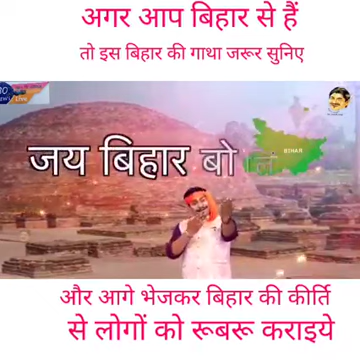 अगर आप बिहार से हैं
तो इस बिहार की गाथा जरूर सुनिए
BIHAR
जय बिहार बो
और आगे भेजकर बिहार की कीर्ति
से लोगों को रूबरू कराइये